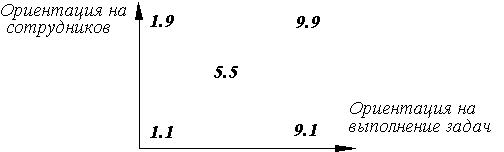 Ориентация на
сотрудников
1.9
9.9
5.5
1.1
9.1
Ориентация на
выполнение задач